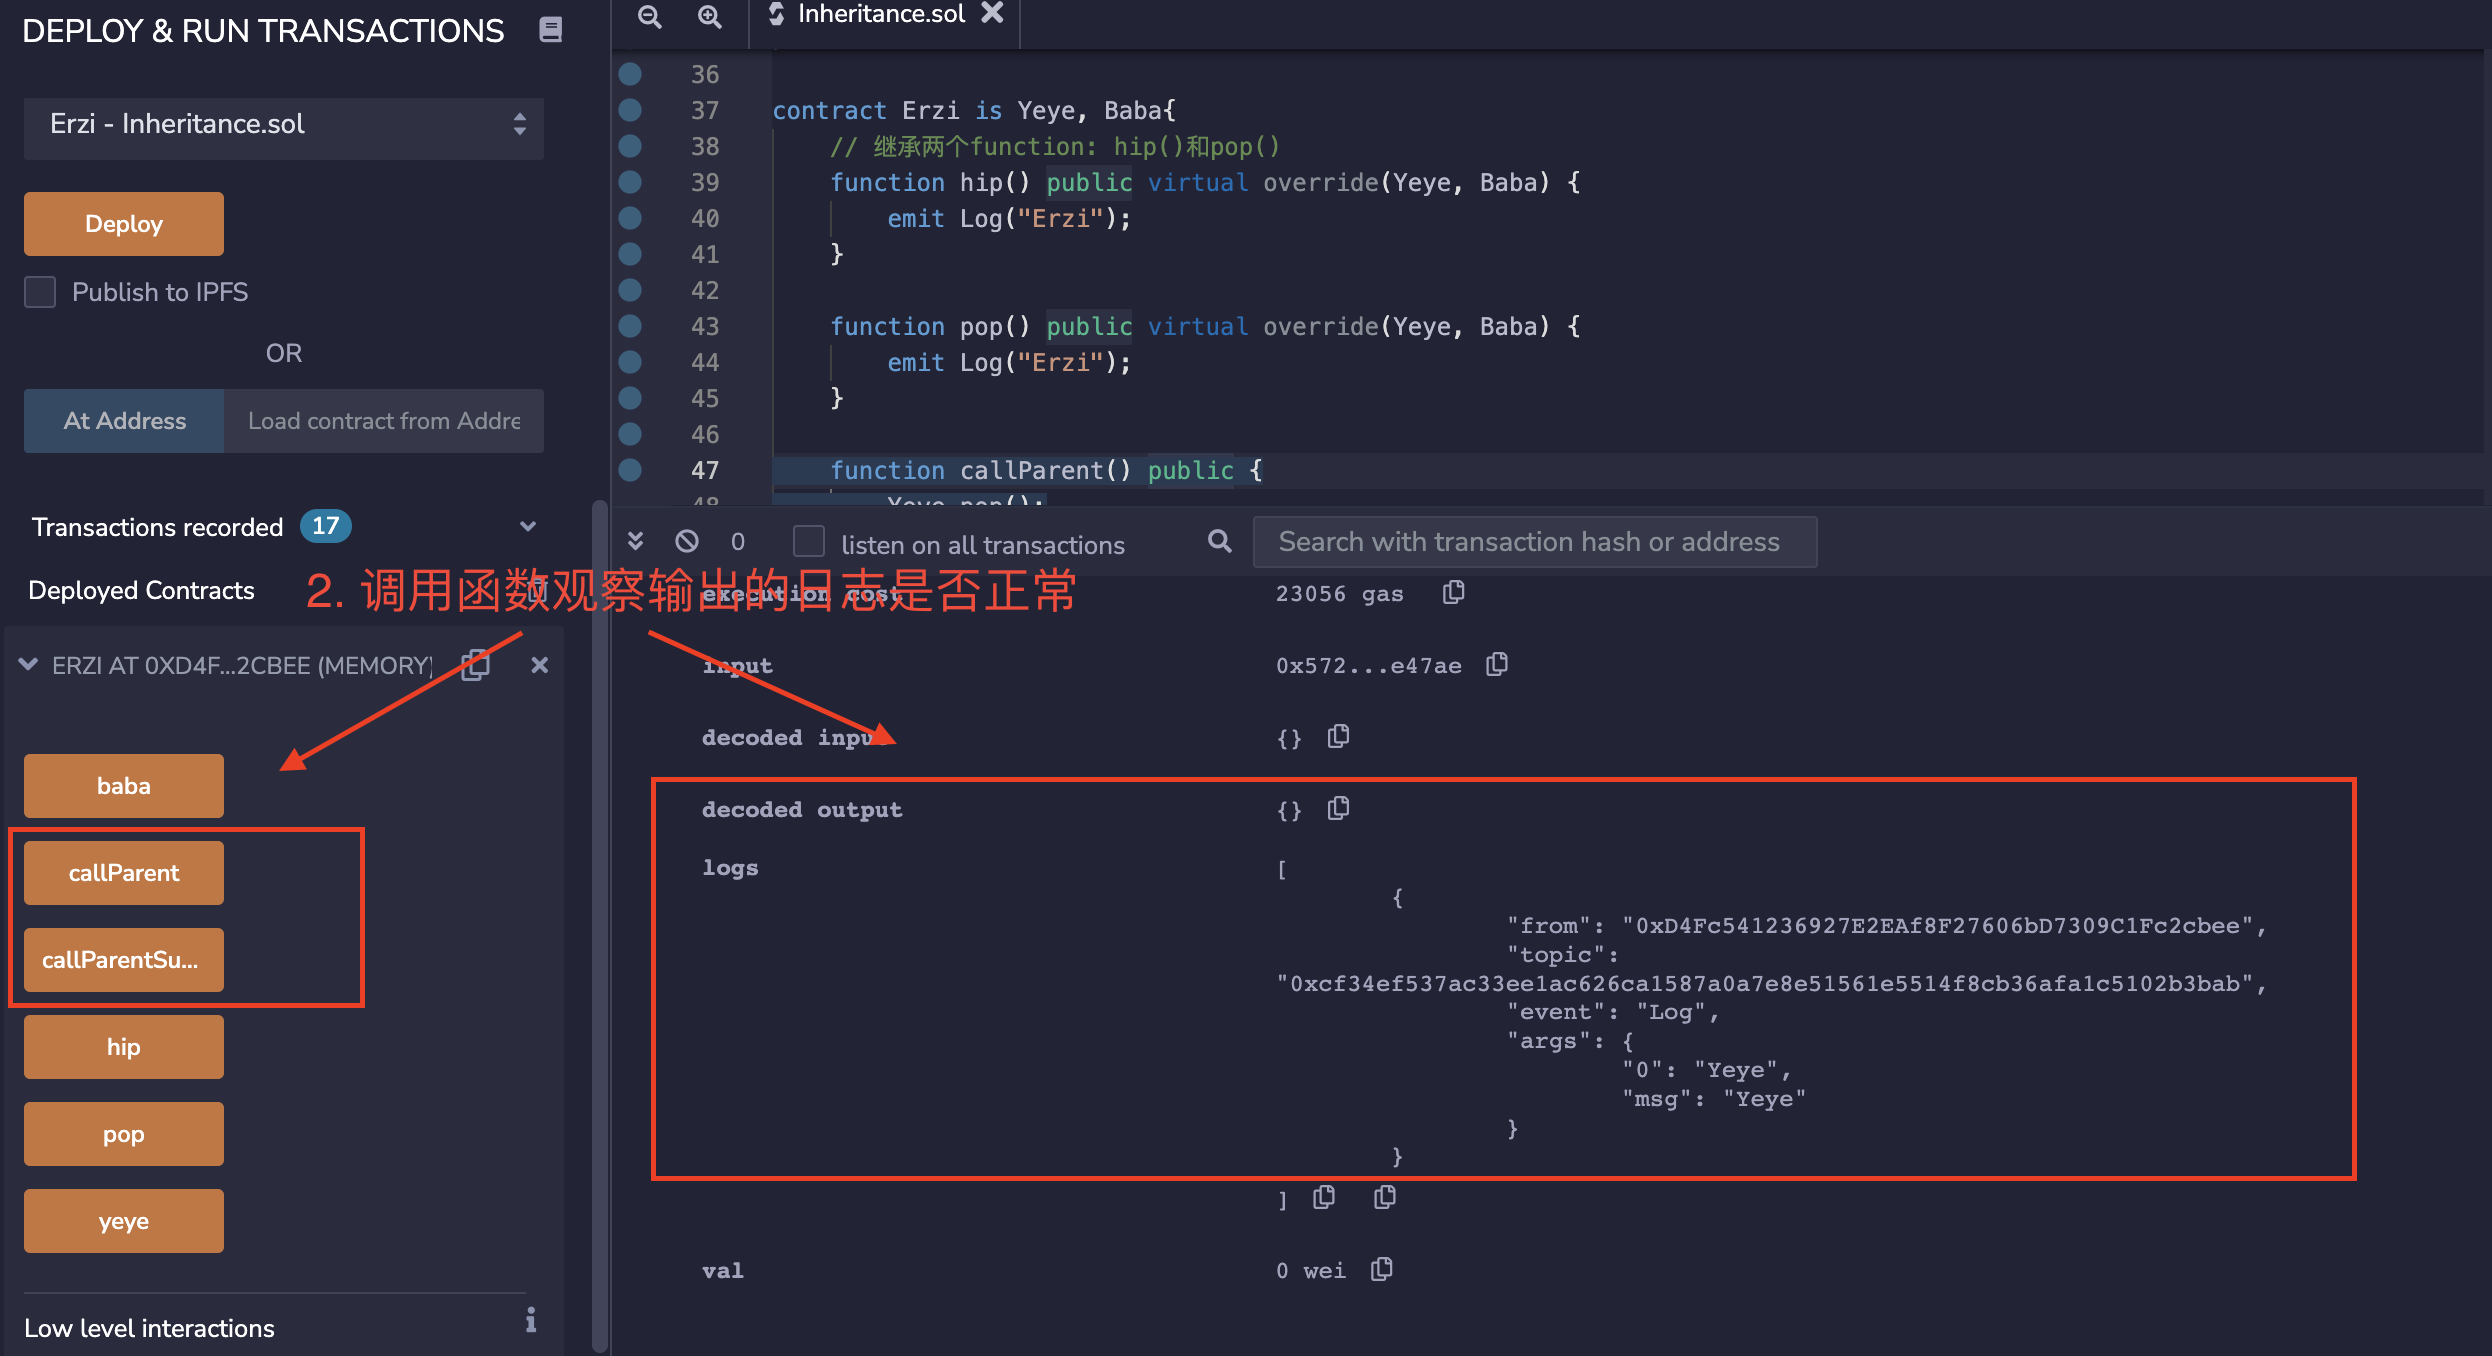 DEPLOY & RUN TRANSACTIONS
Erzi - Inheritance.sol
Deploy
Publish to IPFS
OR
At Address
Load contract from Addre
Transactions recorded 17
Deployed Contracts
2. 调用函数观察输出的日志是否正常
ERZI AT 0XD4F...2CBEE (MEMORY)
baba
callParent
callParentSu...
hip
pop
yeye
Low level interactions
Inheritance.sol
36
37 contract Erzi is Yeye, Baba{
38 // 继承两个function: hip()和pop()
39 function hip() public virtual override(Yeye, Baba) {
40 emit Log("Erzi");
41 }
42
43 function pop() public virtual override(Yeye, Baba) {
44 emit Log("Erzi");
45 }
46
47 function callParent() public {
48 Yeye.pop();
0
listen on all transactions
Search with transaction hash or address
execution cost 23056 gas
input 0x572...e47ae
decoded input {}
decoded output {}
logs [
{
"from": "0xD4Fc541236927E2EAf8F27606bD7309C1Fc2cbee",
"topic":
"0xcf34ef537ac33ee1ac626ca1587a0a7e8e51561e5514f8cb36afa1c5102b3bab",
"event": "Log",
"args": {
"0": "Yeye",
"msg": "Yeye"
}
}
]
val 0 wei